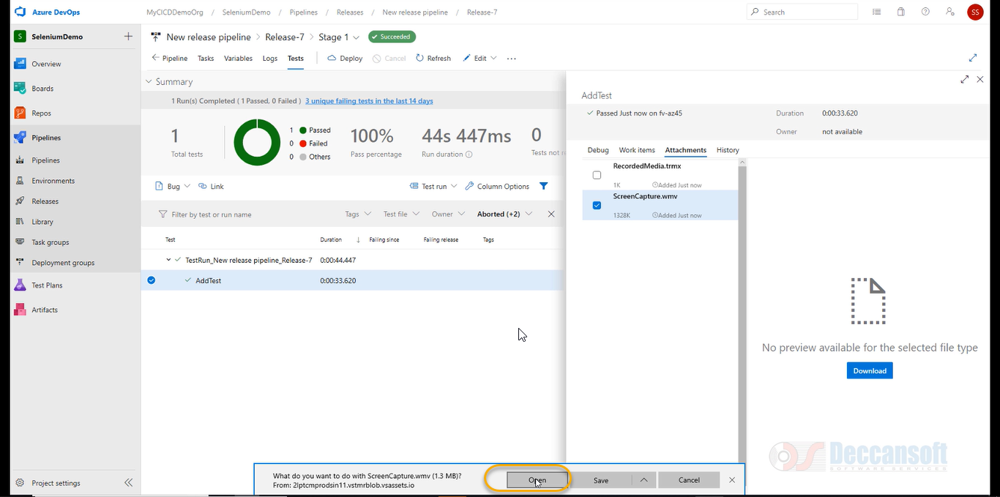 Azure DevOps
MyCICDDemoOrg / SeleniumDemo / Pipelines / Releases / New release pipeline / Release-7
Search
SS
S SeleniumDemo +
New release pipeline > Release-7 > Stage 1 Succeeded
Pipeline Tasks Variables Logs Tests Deploy Cancel Refresh Edit ...
Overview
Boards
Repos
Pipelines
Pipelines
Environments
Releases
Library
Task groups
Deployment groups
Test Plans
Artifacts
Project settings
Summary
1 Run(s) Completed ( 1 Passed, 0 Failed ) 3 unique failing tests in the last 14 days
1
Total tests
1 Passed
0 Failed
0 Others
100%
Pass percentage
44s 447ms
Run duration
0
Tests not
Bug Link Test run Column Options
Filter by test or run name Tags Test file Owner Aborted (+2)
Test Duration Failing since Failing release Tags
TestRun_New release pipeline_Release-7 0:00:44.447
AddTest 0:00:33.620
AddTest
Passed Just now on fv-az45 Duration 0:00:33.620
Owner not available
Debug Work items Attachments History
RecordedMedia.trmx
1K Added Just now
ScreenCapture.wmv
1328K Added Just now
No preview available for the selected file type
Download
Deccansoft
SOFTWARE SERVICES
What do you want to do with ScreenCapture.wmv (1.3 MB)?
From: 2lptcmprodsin11.vstmrblob.vsassets.io
Open Save Cancel